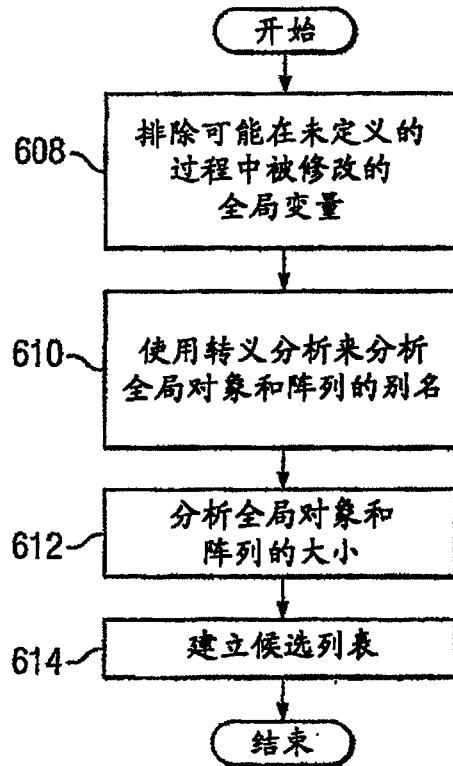 开始
608
排除可能在未定义的
过程中被修改的
全局变量
610
使用转义分析来分析
全局对象和阵列的别名
612
分析全局对象和
阵列的大小
614
建立候选列表
结束